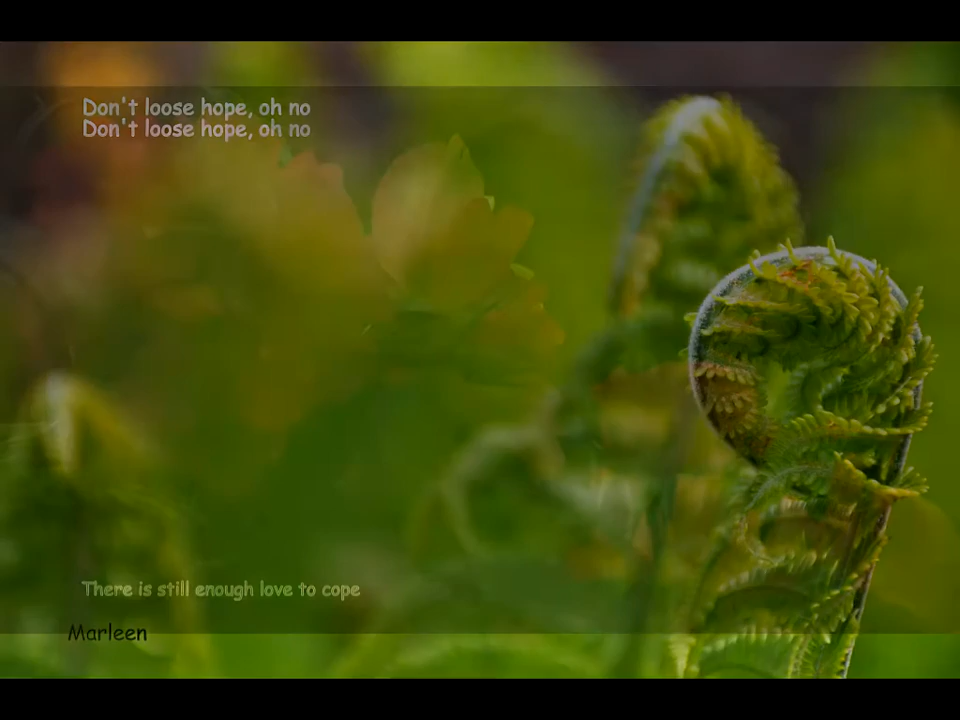 Don't loose hope, oh no
Don't loose hope, oh no
There is still enough love to cope
Marleen